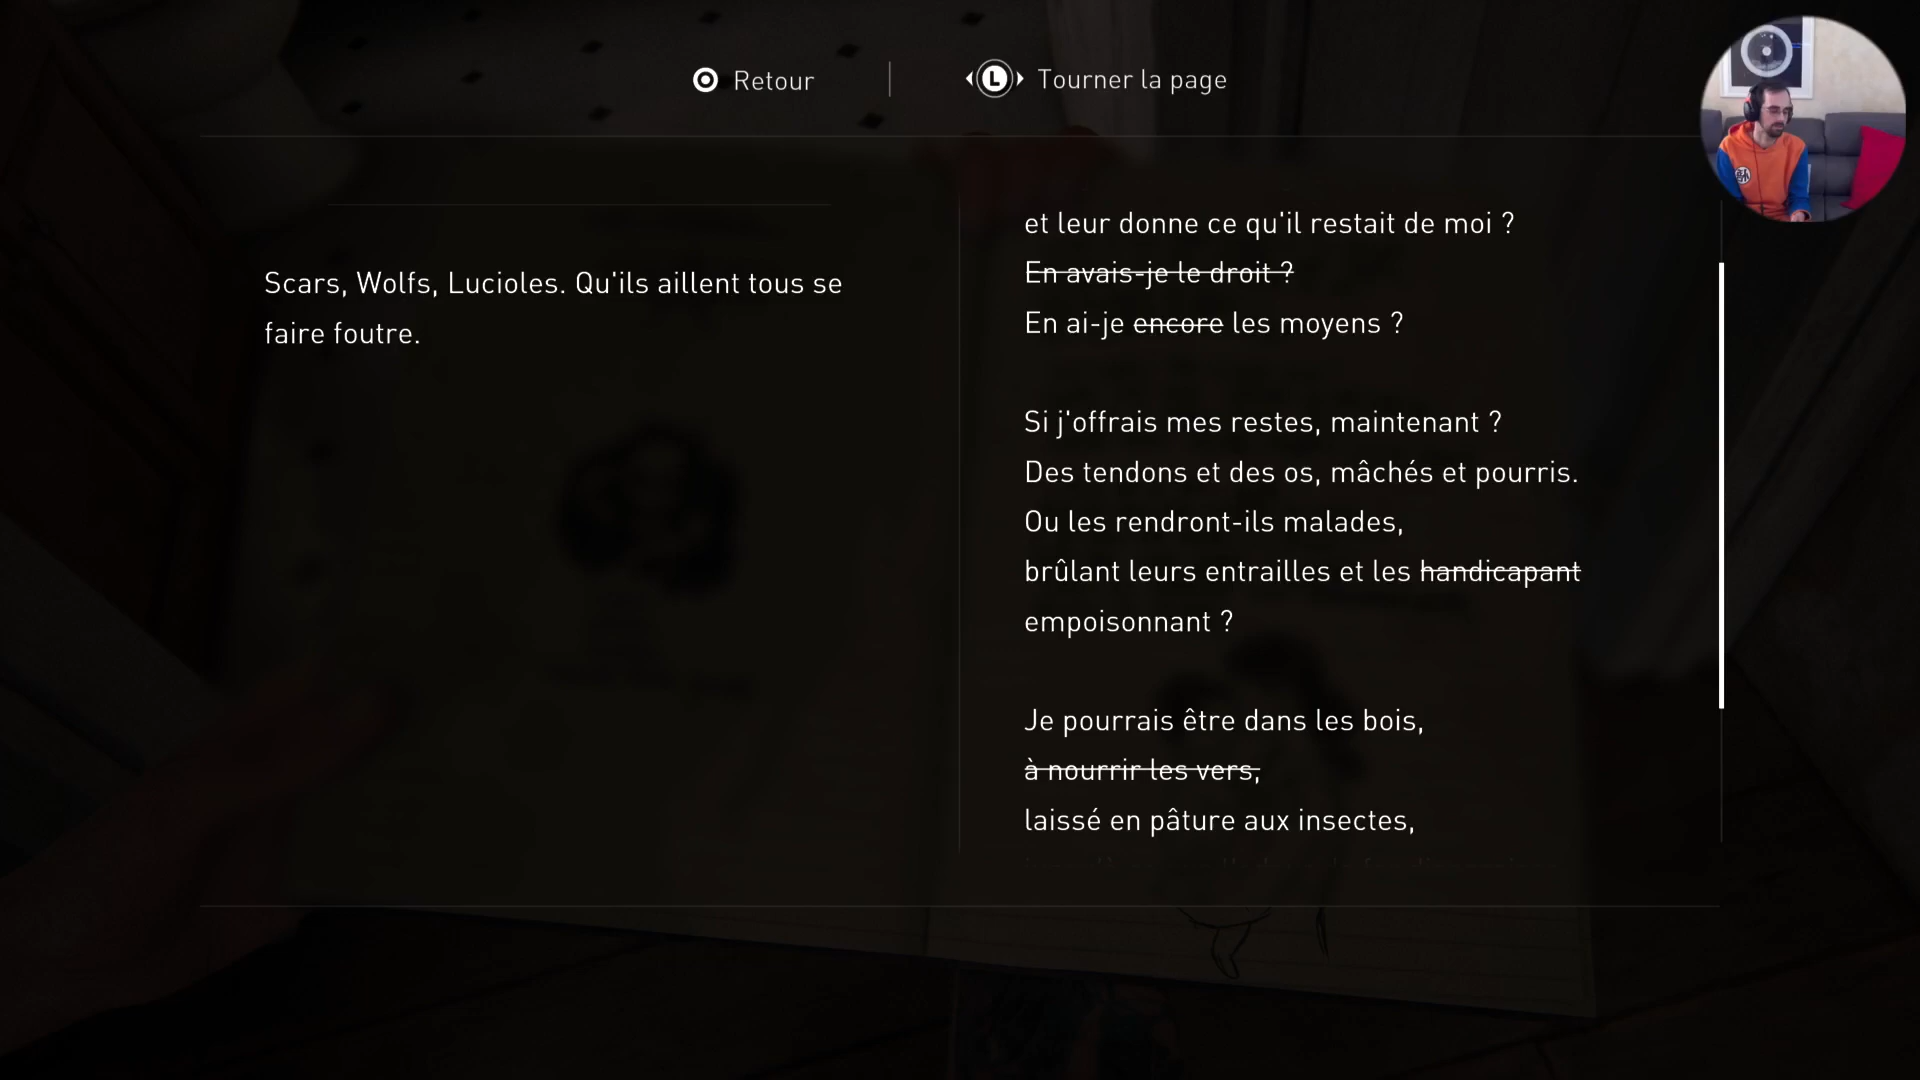 Retour
L Tourner la page
Scars, Wolfs, Lucioles. Qu'ils aillent tous se
faire foutre.
et leur donne ce qu'il restait de moi ?
En avais-je le droit ?
En ai-je encore les moyens ?
Si j'offrais mes restes, maintenant ?
Des tendons et des os, mâchés et pourris.
Ou les rendront-ils malades,
brûlant leurs entrailles et les handicapant
empoisonnant ?
Je pourrais être dans les bois,
à nourrir les vers,
laissé en pâture aux insectes,